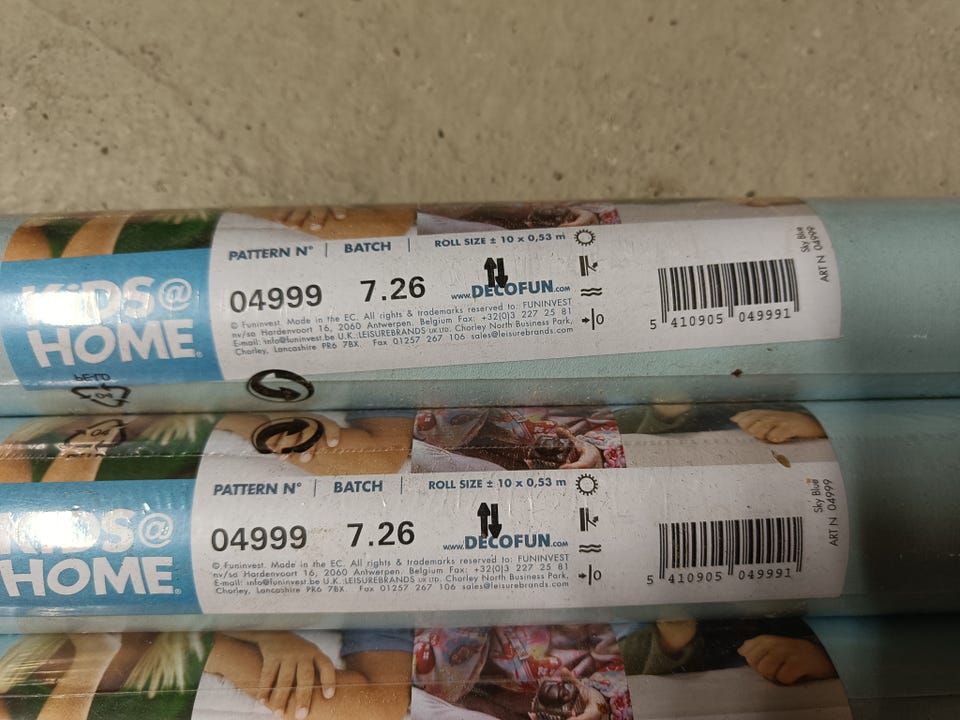 PATTERN N° | BATCH | ROLL SIZE ± 10 x 0,53 m
04999 7.26 www.DECOFUN.com
KiDS@
HOME®
© Funinvest. Made in the EC. All rights & trademarks reserved to: FUNINVEST
nv/sa Hardenvoort 16, 2060 Antwerpen. Belgium Fax: +32(0)3 227 25 81
E-mail: info@funinvest.be U.K.:LEISUREBRANDS UK LTD. Chorley North Business Park,
Chorley, Lancashire PR6 7BX. Fax 01257 267 106 sales@leisurebrands.com
5 410905 049991
Sky Blue
ART N 04999
PATTERN N° | BATCH | ROLL SIZE ± 10 x 0,53 m
04999 7.26 www.DECOFUN.com
KiDS@
HOME®
© Funinvest. Made in the EC. All rights & trademarks reserved to: FUNINVEST
nv/sa Hardenvoort 16, 2060 Antwerpen. Belgium Fax: +32(0)3 227 25 81
E-mail: info@funinvest.be U.K.:LEISUREBRANDS UK LTD. Chorley North Business Park,
Chorley, Lancashire PR6 7BX. Fax 01257 267 106 sales@leisurebrands.com
5 410905 049991
Sky Blue
ART N 04999